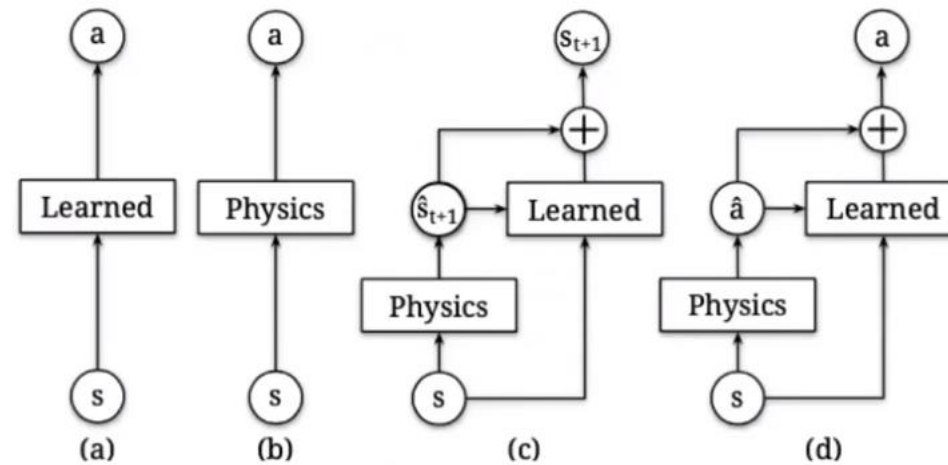 a
Learned
s
(a)
a
Physics
s
(b)
s_{t+1}
+
ŝ_{t+1}
Learned
Physics
s
(c)
a
+
â
Learned
Physics
s
(d)